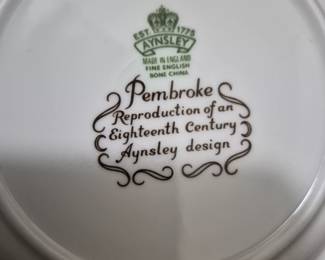 EST. 1775
AYNSLEY
MADE IN ENGLAND
FINE ENGLISH
BONE CHINA
Pembroke
Reproduction of an
Eighteenth Century
Aynsley design